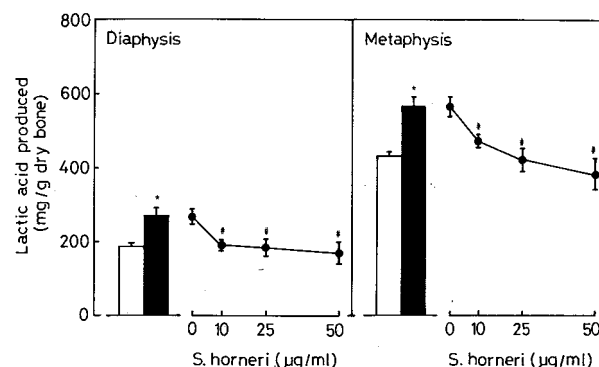 Diaphysis
Metaphysis
Lactic acid produced
(mg/g dry bone)
800
600
400
200
0
*
#
#
#
*
#
#
#
0 10 25 50
0 10 25 50
S. horneri (μg/ml)
S. horneri (μg/ml)